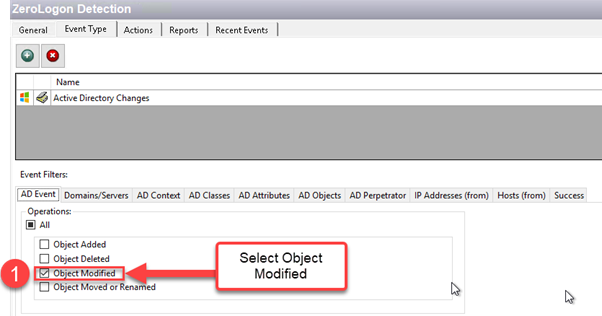 ZeroLogon Detection
General Event Type Actions Reports Recent Events
Name
Active Directory Changes
Event Filters:
AD Event Domains/Servers AD Context AD Classes AD Attributes AD Objects AD Perpetrator IP Addresses (from) Hosts (from) Success
Operations:
All
Object Added
Object Deleted
1 Object Modified
Object Moved or Renamed
Select Object
Modified